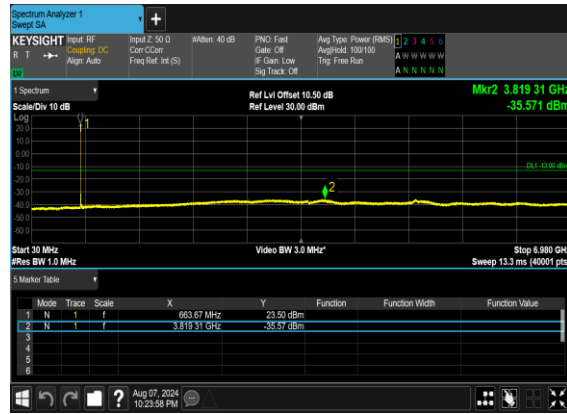 Spectrum Analyzer 1
Swept SA
+
KEYSIGHT Input: RF Input Z: 50 Ω #Atten: 40 dB PNO: Fast Avg Type: Power (RMS) 1 2 3 4 5 6
R T Coupling: DC Corr CCorr Gate: Off Avg|Hold: 100/100 A W W W W W
Align: Auto Freq Ref: Int (S) IF Gain: Low Trig: Free Run
Sig Track: Off A N N N N N
1 Spectrum Ref Lvl Offset 10.50 dB Mkr2 3.819 31 GHz
Scale/Div 10 dB Ref Level 30.00 dBm -35.571 dBm
Log
20.0
10.0
0.00
-10.0
-20.0
-30.0
-40.0
-50.0
-60.0
1
DL1 -13.00 dBm
2
Start 30 MHz Video BW 3.0 MHz* Stop 6.980 GHz
#Res BW 1.0 MHz Sweep 13.3 ms (40001 pts)
5 Marker Table
Mode Trace Scale X Y Function Function Width Function Value
1 N 1 f 663.67 MHz 23.50 dBm
2 N 1 f 3.819 31 GHz -35.57 dBm
3
4
5
6
? Aug 07, 2024
10:23:58 PM